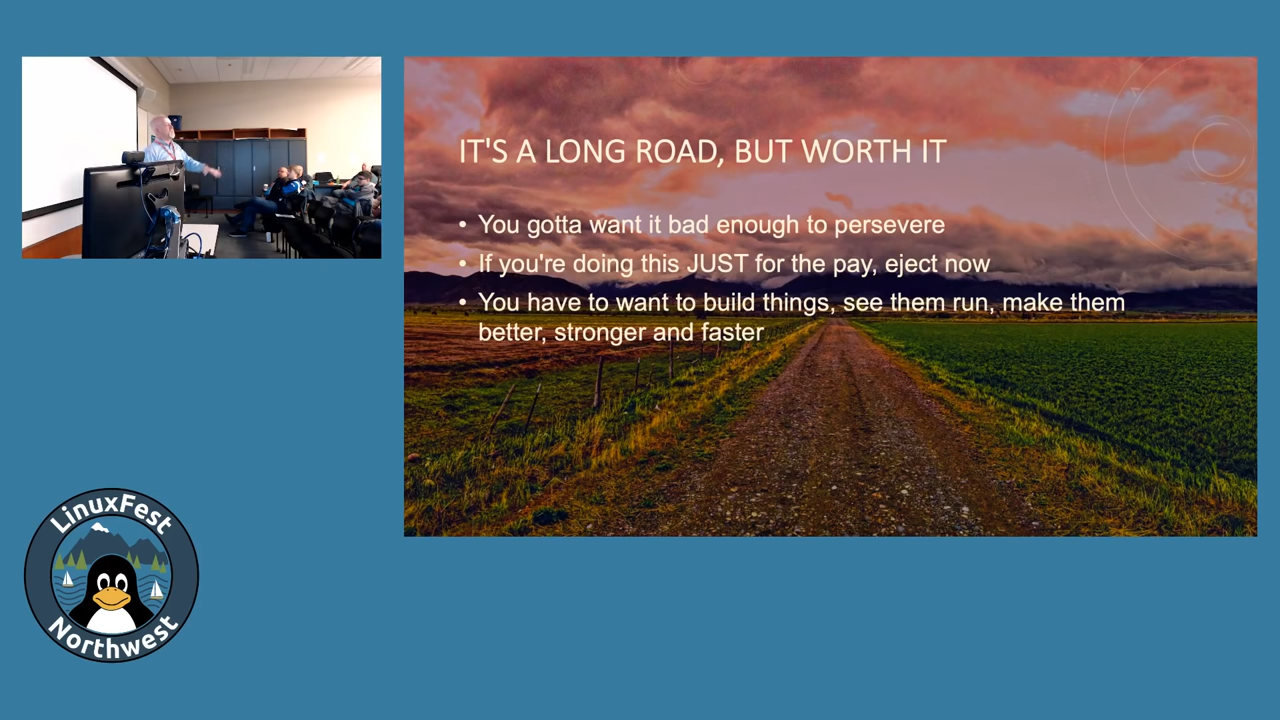 IT'S A LONG ROAD, BUT WORTH IT
• You gotta want it bad enough to persevere
• If you're doing this JUST for the pay, eject now
• You have to want to build things, see them run, make them
better, stronger and faster
LinuxFest
Northwest